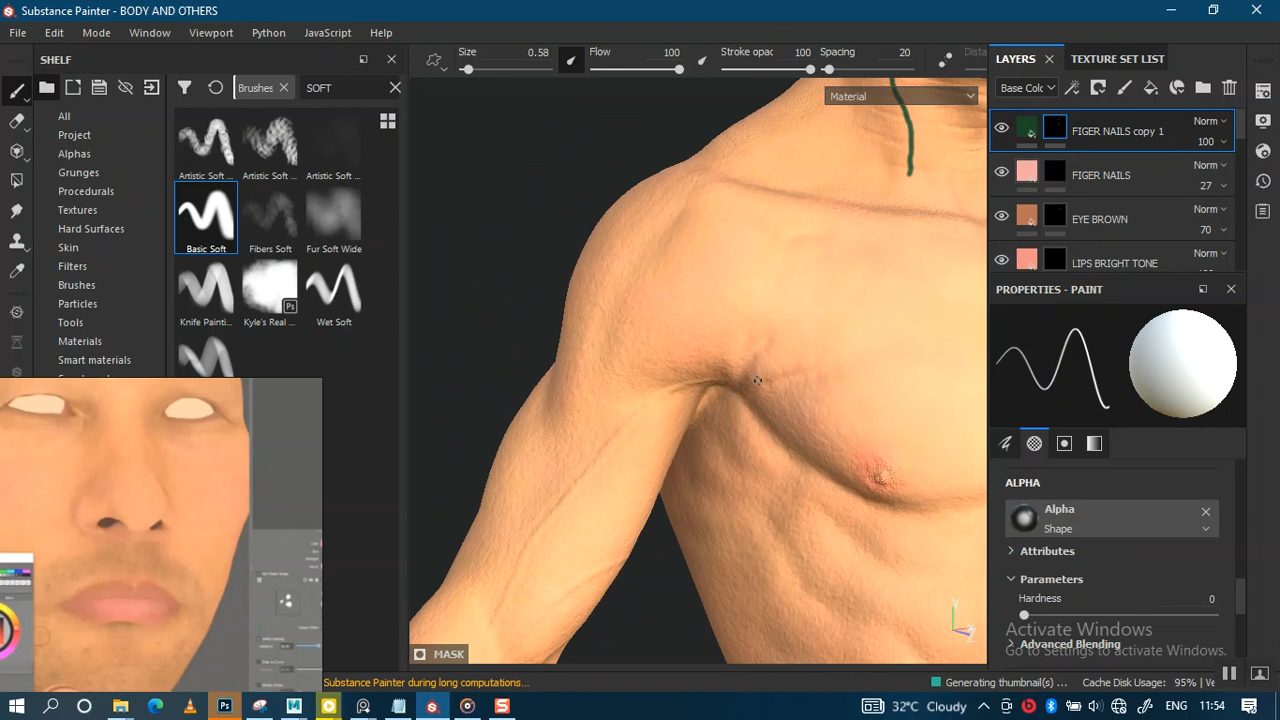 Substance Painter - BODY AND OTHERS
File Edit Mode Window Viewport Python JavaScript Help
SHELF
Size 0.58 Flow 100 Stroke opac 100 Spacing 20 Dista
LAYERS TEXTURE SET LIST
Brushes SOFT
Base Colo
Material
All
Project
Alphas
Grunges
Procedurals
Textures
Hard Surfaces
Skin
Filters
Brushes
Particles
Tools
Materials
Smart materials
Artistic Soft ... Artistic Soft ... Artistic Soft ...
Basic Soft Fibers Soft Fur Soft Wide
Knife Painti... Kyle's Real ... Wet Soft
Ps
FIGER NAILS copy 1 Norm 100
FIGER NAILS Norm 27
EYE BROWN Norm 70
LIPS BRIGHT TONE Norm
PROPERTIES - PAINT
ALPHA
Alpha
Shape
Attributes
Parameters
Hardness 0
Advanced Blending
Activate Windows
Go to Settings to activate Windows.
MASK
Substance Painter during long computations...
Generating thumbnail(s) ... Cache Disk Usage: 95% | Ve
Ps
32°C Cloudy ENG 11:54